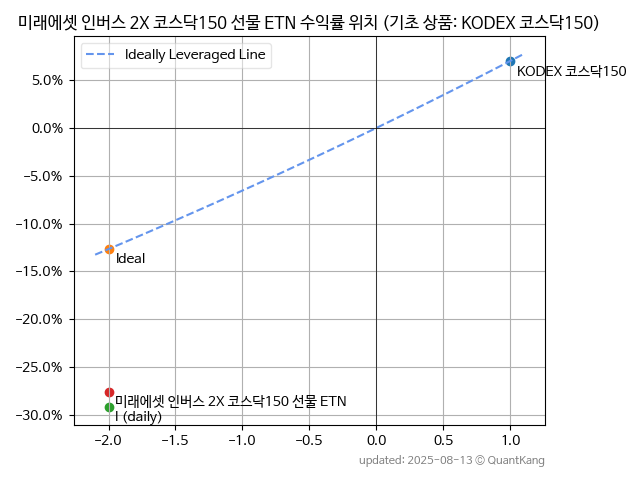 미래에셋 인버스 2X 코스닥150 선물 ETN 수익률 위치 (기초 상품: KODEX 코스닥150)
Ideally Leveraged Line
5.0%
0.0%
−5.0%
−10.0%
−15.0%
−20.0%
−25.0%
−30.0%
KODEX 코스닥150
Ideal
미래에셋 인버스 2X 코스닥150 선물 ETN
l (daily)
−2.0 −1.5 −1.0 −0.5 0.0 0.5 1.0
updated: 2025-08-13 © QuantKang